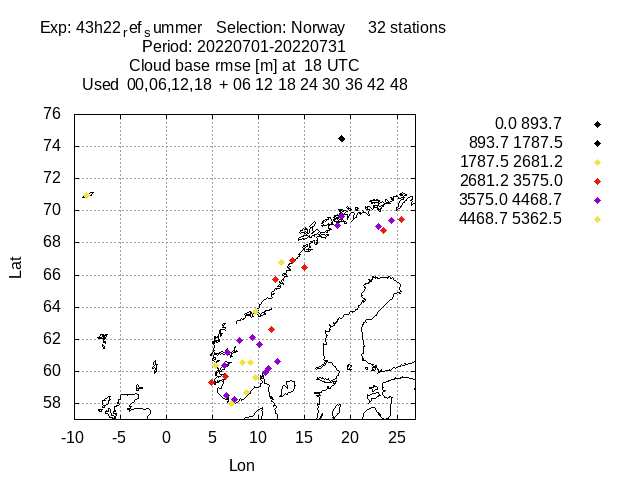 Exp: 43h22refsummer Selection: Norway 32 stations
Period: 20220701-20220731
Cloud base rmse [m] at 18 UTC
Used 00,06,12,18 + 06 12 18 24 30 36 42 48
76
74
72
70
68
66
64
62
60
58
Lat
-10 -5 0 5 10 15 20 25
Lon
0.0 893.7
893.7 1787.5
1787.5 2681.2
2681.2 3575.0
3575.0 4468.7
4468.7 5362.5